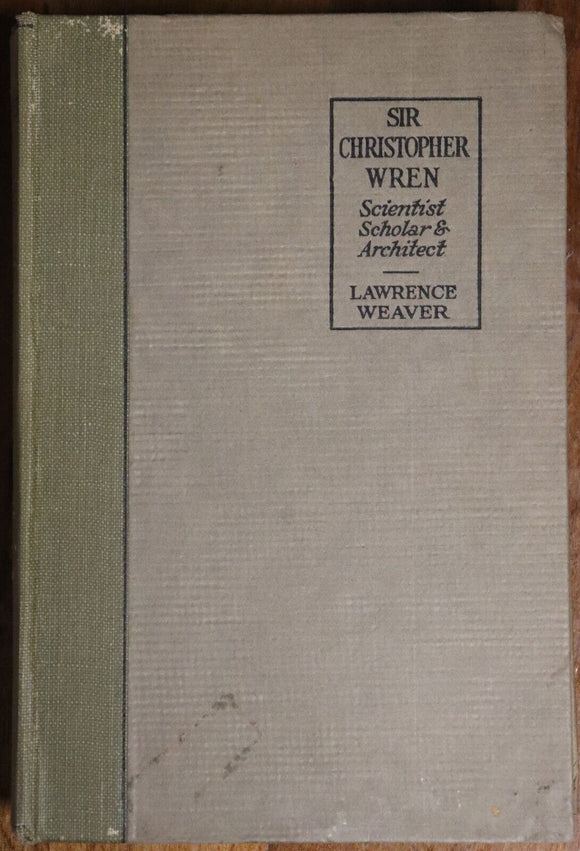 SIR
CHRISTOPHER
WREN
Scientist
Scholar &
Architect
LAWRENCE
WEAVER